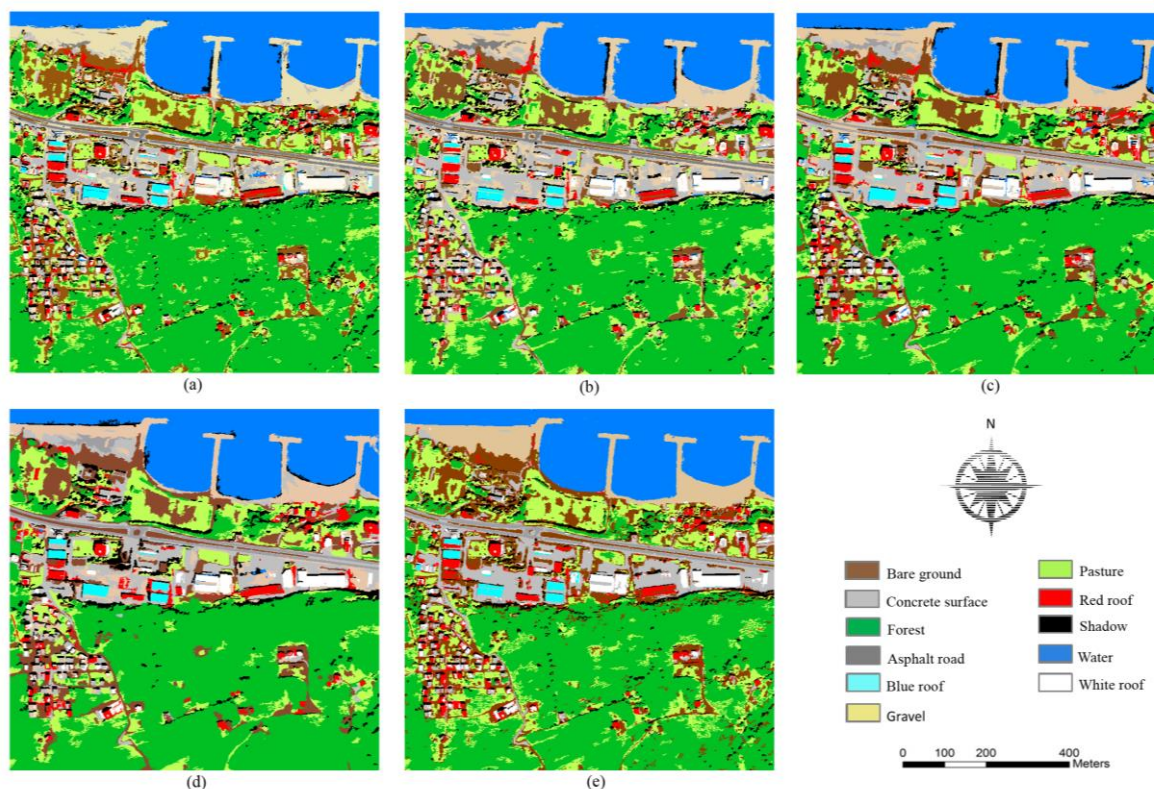 (a)
(b)
(c)
(d)
(e)
N
Bare ground
Concrete surface
Forest
Asphalt road
Blue roof
Gravel
Pasture
Red roof
Shadow
Water
White roof
0 100 200 400
Meters